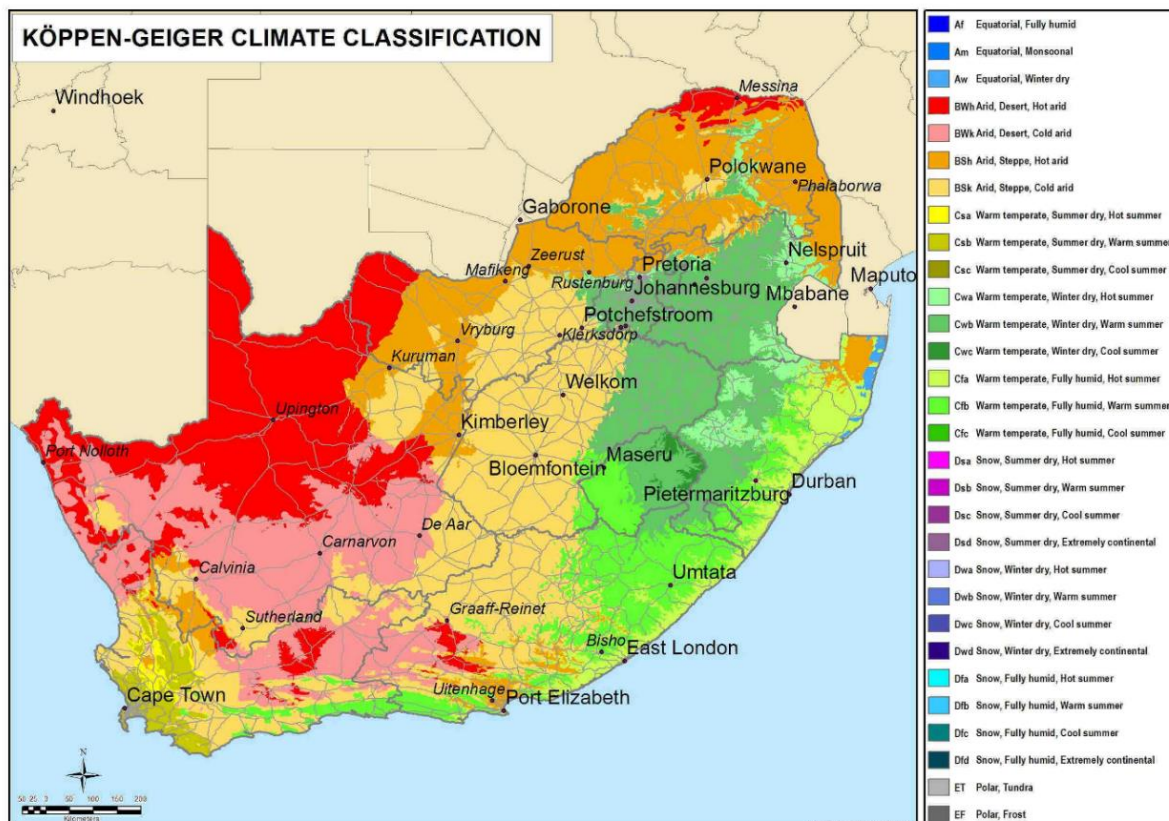 KÖPPEN-GEIGER CLIMATE CLASSIFICATION
Windhoek
Messina
Polokwane
Phalaborwa
Gaborone
Zeerust
Nelspruit
Mafikeng
Pretoria
Rustenburg
Johannesburg
Maputo
Mbabane
Potchefstroom
Vryburg
Klerksdorp
Kuruman
Welkom
Upington
Kimberley
Port Nolloth
Bloemfontein
Maseru
Durban
Pietermaritzburg
De Aar
Carnarvon
Calvinia
Umtata
Graaff-Reinet
Sutherland
Bisho
East London
Cape Town
Uitenhage
Port Elizabeth
N
50 25 0 50 100 150 200
Kilometers
Af Equatorial, Fully humid
Am Equatorial, Monsoonal
Aw Equatorial, Winter dry
BWh Arid, Desert, Hot arid
BWk Arid, Desert, Cold arid
BSh Arid, Steppe, Hot arid
BSk Arid, Steppe, Cold arid
Csa Warm temperate, Summer dry, Hot summer
Csb Warm temperate, Summer dry, Warm summer
Csc Warm temperate, Summer dry, Cool summer
Cwa Warm temperate, Winter dry, Hot summer
Cwb Warm temperate, Winter dry, Warm summer
Cwc Warm temperate, Winter dry, Cool summer
Cfa Warm temperate, Fully humid, Hot summer
Cfb Warm temperate, Fully humid, Warm summer
Cfc Warm temperate, Fully humid, Cool summer
Dsa Snow, Summer dry, Hot summer
Dsb Snow, Summer dry, Warm summer
Dsc Snow, Summer dry, Cool summer
Dsd Snow, Summer dry, Extremely continental
Dwa Snow, Winter dry, Hot summer
Dwb Snow, Winter dry, Warm summer
Dwc Snow, Winter dry, Cool summer
Dwd Snow, Winter dry, Extremely continental
Dfa Snow, Fully humid, Hot summer
Dfb Snow, Fully humid, Warm summer
Dfc Snow, Fully humid, Cool summer
Dfd Snow, Fully humid, Extremely continental
ET Polar, Tundra
EF Polar, Frost